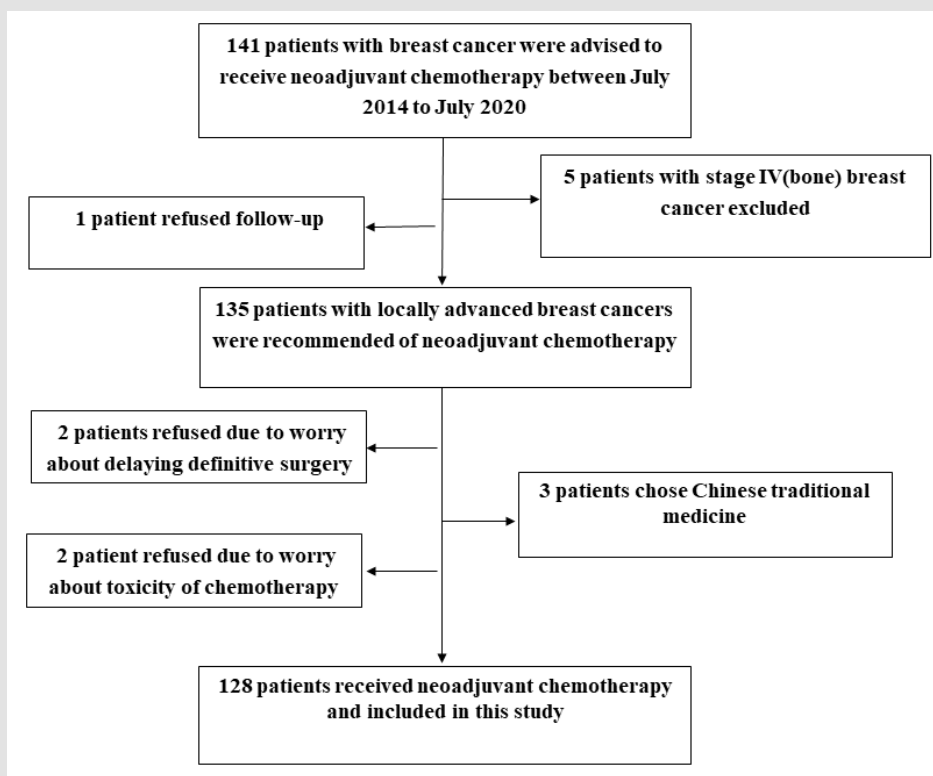 141 patients with breast cancer were advised to
receive neoadjuvant chemotherapy between July
2014 to July 2020
5 patients with stage IV(bone) breast
cancer excluded
1 patient refused follow-up
135 patients with locally advanced breast cancers
were recommended of neoadjuvant chemotherapy
2 patients refused due to worry
about delaying definitive surgery
3 patients chose Chinese traditional
medicine
2 patient refused due to worry
about toxicity of chemotherapy
128 patients received neoadjuvant chemotherapy
and included in this study